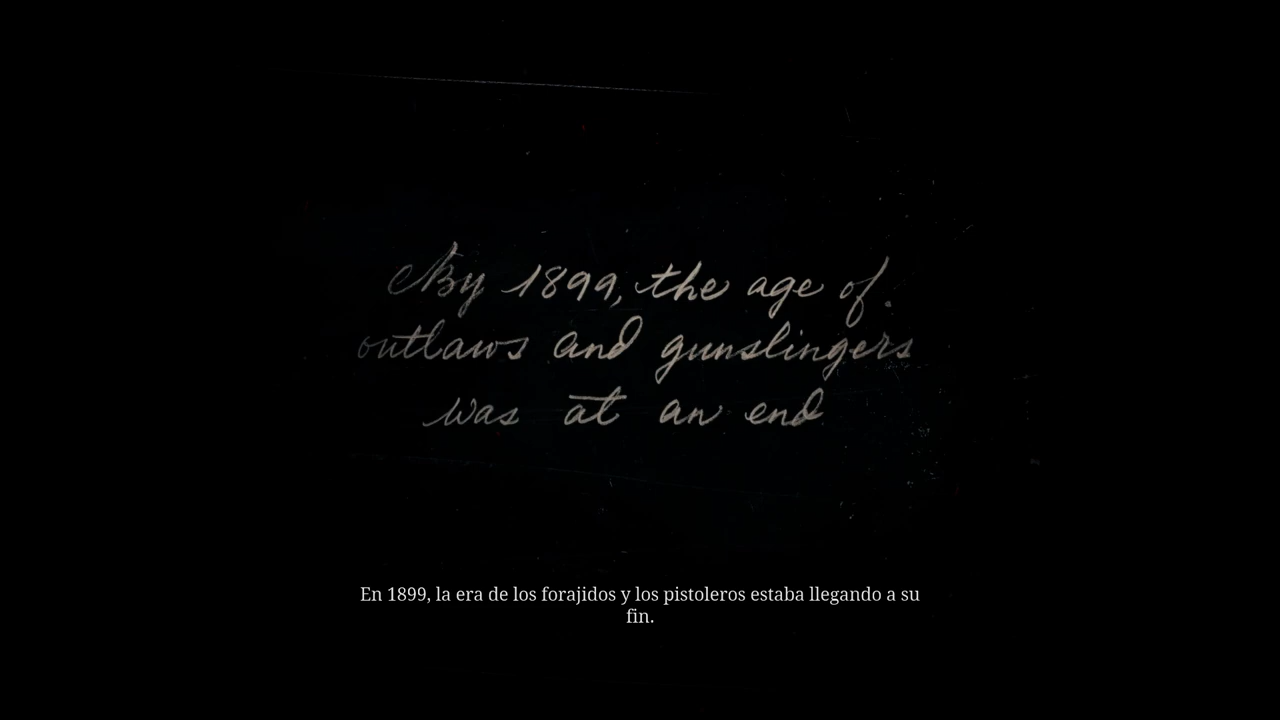 By 1899, the age of
outlaws and gunslingers
was at an end
En 1899, la era de los forajidos y los pistoleros estaba llegando a su
fin.